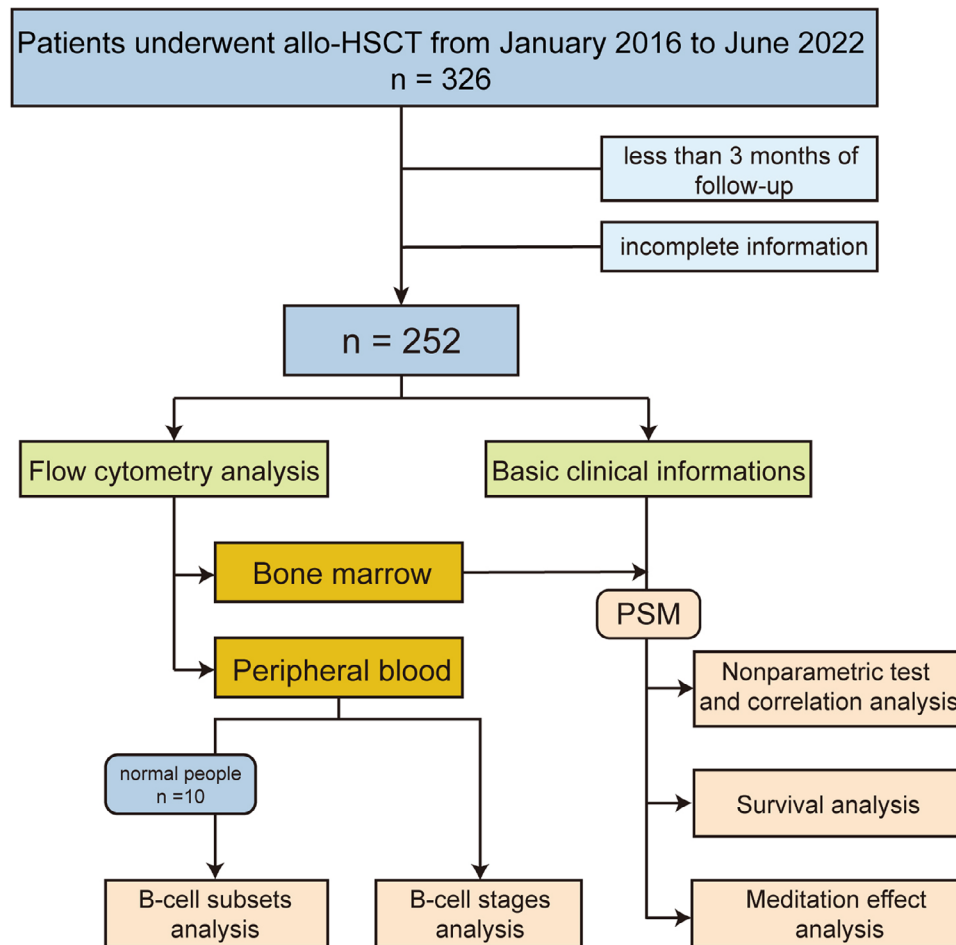 Patients underwent allo-HSCT from January 2016 to June 2022
n = 326
less than 3 months of
follow-up
incomplete information
n = 252
Flow cytometry analysis
Basic clinical informations
Bone marrow
PSM
Peripheral blood
Nonparametric test
and correlation analysis
normal people
n =10
Survival analysis
B-cell subsets
analysis
B-cell stages
analysis
Meditation effect
analysis